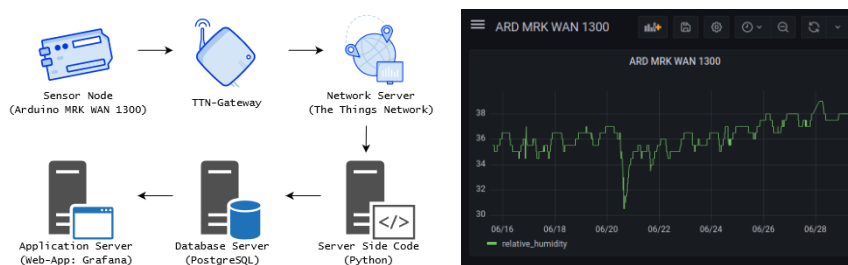 Sensor Node
(Arduino MRK WAN 1300)
TTN-Gateway
Network Server
(The Things Network)
Application Server
(Web-App: Grafana)
Database Server
(PostgreSQL)
Server Side Code
(Python)
</>
ARD MRK WAN 1300
ARD MRK WAN 1300
38
36
34
32
30
06/16 06/18 06/20 06/22 06/24 06/26 06/28
relative_humidity